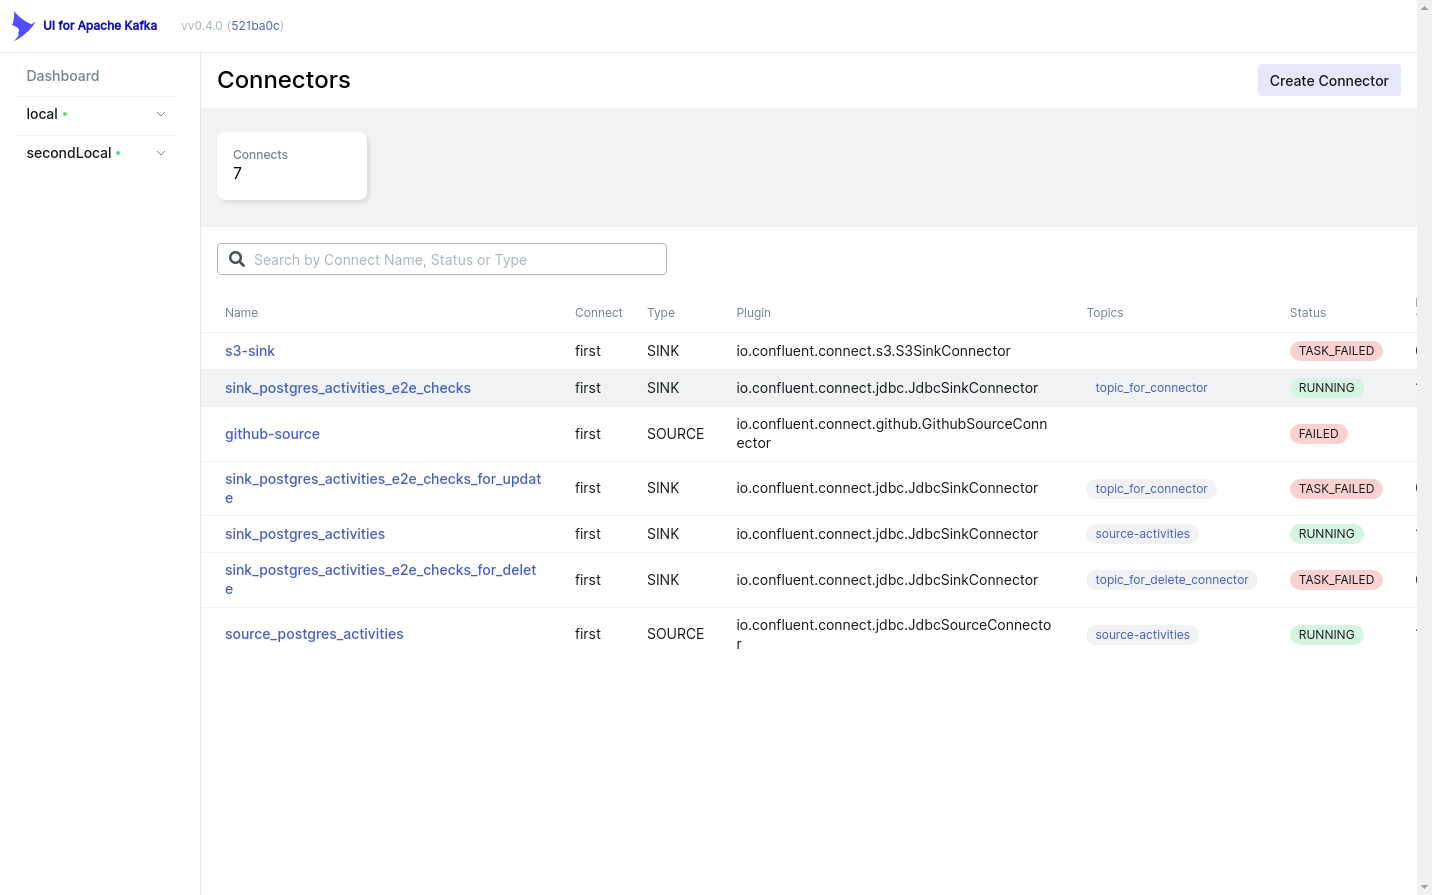 UI for Apache Kafka vv0.4.0 (521ba0c)
Dashboard
local
secondLocal
Connectors
Create Connector
Connects
7
Search by Connect Name, Status or Type
Name Connect Type Plugin Topics Status
s3-sink first SINK io.confluent.connect.s3.S3SinkConnector TASK_FAILED
sink_postgres_activities_e2e_checks first SINK io.confluent.connect.jdbc.JdbcSinkConnector topic_for_connector RUNNING
github-source first SOURCE io.confluent.connect.github.GithubSourceConn
ector FAILED
sink_postgres_activities_e2e_checks_for_updat
e first SINK io.confluent.connect.jdbc.JdbcSinkConnector topic_for_connector TASK_FAILED
sink_postgres_activities first SINK io.confluent.connect.jdbc.JdbcSinkConnector source-activities RUNNING
sink_postgres_activities_e2e_checks_for_delet
e first SINK io.confluent.connect.jdbc.JdbcSinkConnector topic_for_delete_connector TASK_FAILED
source_postgres_activities first SOURCE io.confluent.connect.jdbc.JdbcSourceConnecto
r source-activities RUNNING